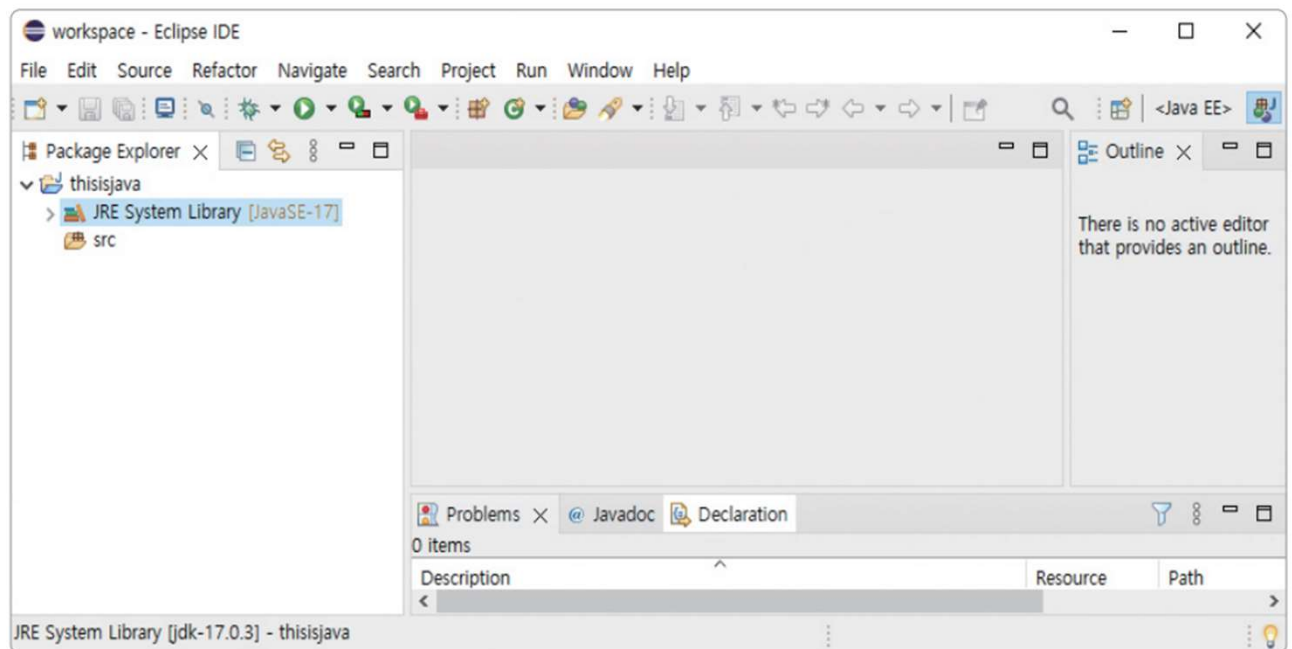 workspace - Eclipse IDE
File Edit Source Refactor Navigate Search Project Run Window Help
<Java EE>
Package Explorer
thisisjava
JRE System Library [JavaSE-17]
src
Outline
There is no active editor
that provides an outline.
Problems @ Javadoc Declaration
0 items
Description Resource Path
JRE System Library [jdk-17.0.3] - thisisjava